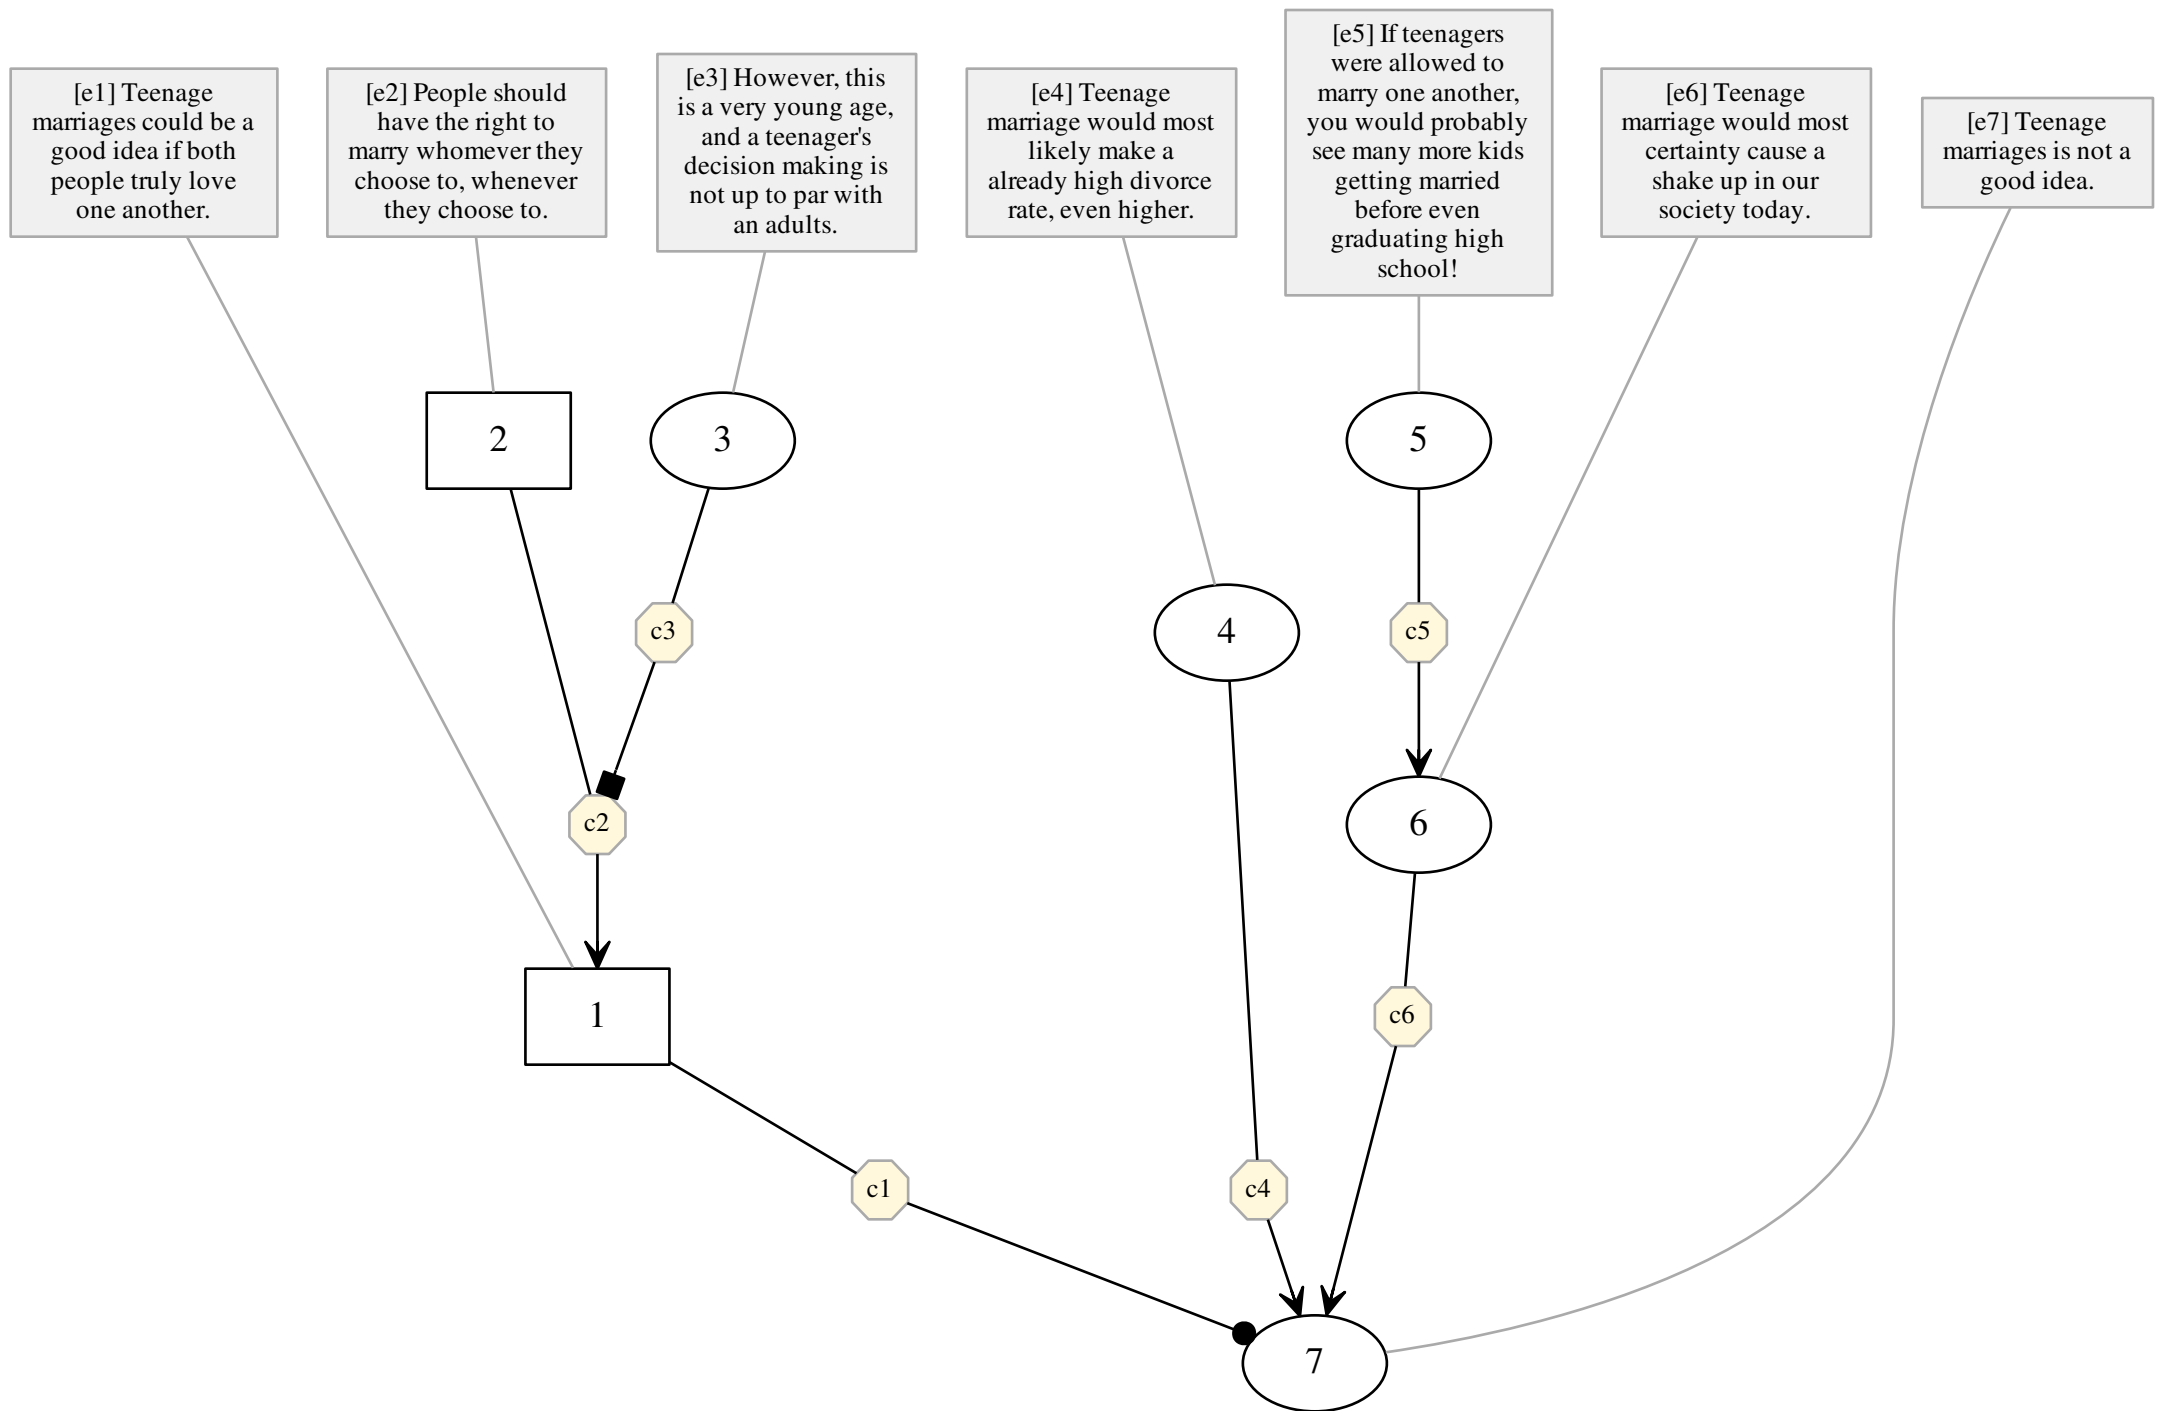 [e1] Teenage
marriages could be a
good idea if both
people truly love
one another.
[e2] People should
have the right to
marry whomever they
choose to, whenever
they choose to.
[e3] However, this
is a very young age,
and a teenager's
decision making is
not up to par with
an adults.
[e4] Teenage
marriage would most
likely make a
already high divorce
rate, even higher.
[e5] If teenagers
were allowed to
marry one another,
you would probably
see many more kids
getting married
before even
graduating high
school!
[e6] Teenage
marriage would most
certainty cause a
shake up in our
society today.
[e7] Teenage
marriages is not a
good idea.
2
3
5
c3
4
c5
c2
6
1
c6
c1
c4
7